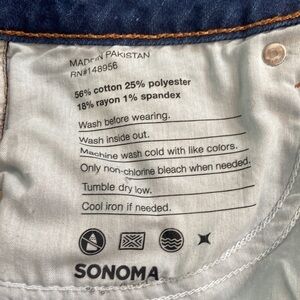 MADE IN PAKISTAN
RN#148956
56% cotton 25% polyester
18% rayon 1% spandex
Wash before wearing.
Wash inside out.
Machine wash cold with like colors.
Only non-chlorine bleach when needed.
Tumble dry low.
Cool iron if needed.
SONOMA